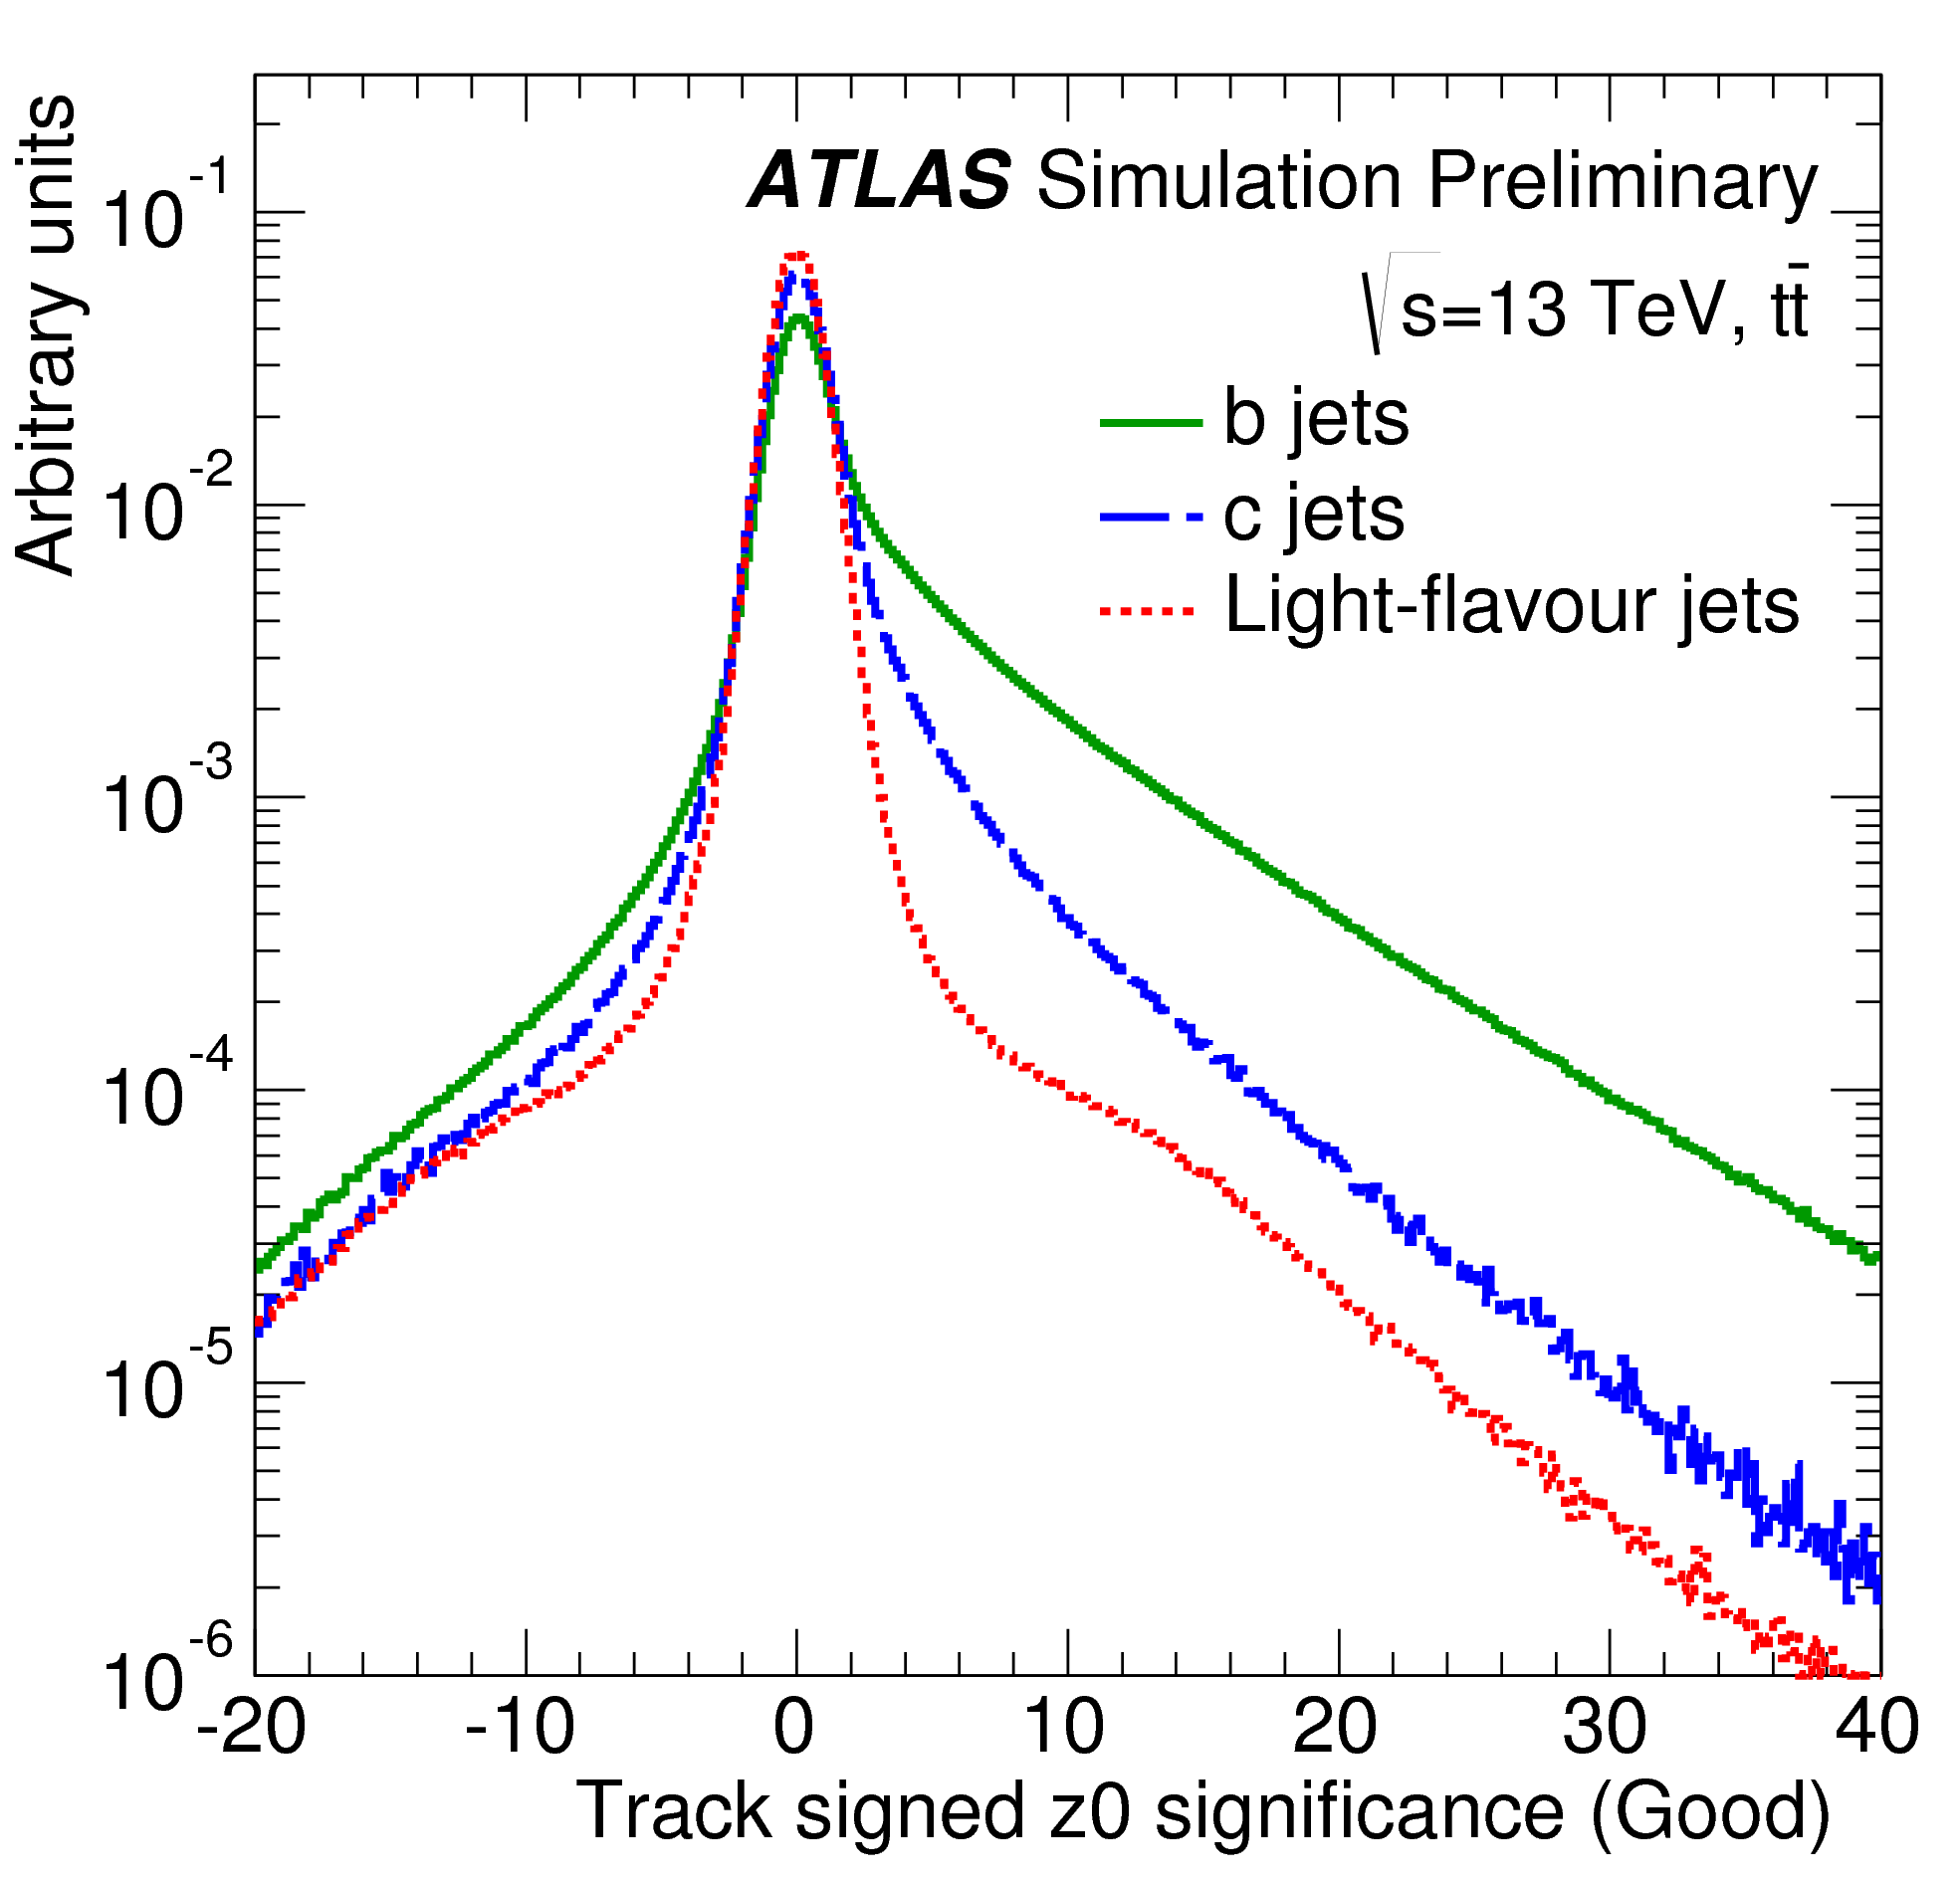 Arbitrary units
10^-1
10^-2
10^-3
10^-4
10^-5
10^-6
ATLAS Simulation Preliminary
√s=13 TeV, tt̄
b jets
c jets
Light-flavour jets
-20 -10 0 10 20 30 40
Track signed z0 significance (Good)